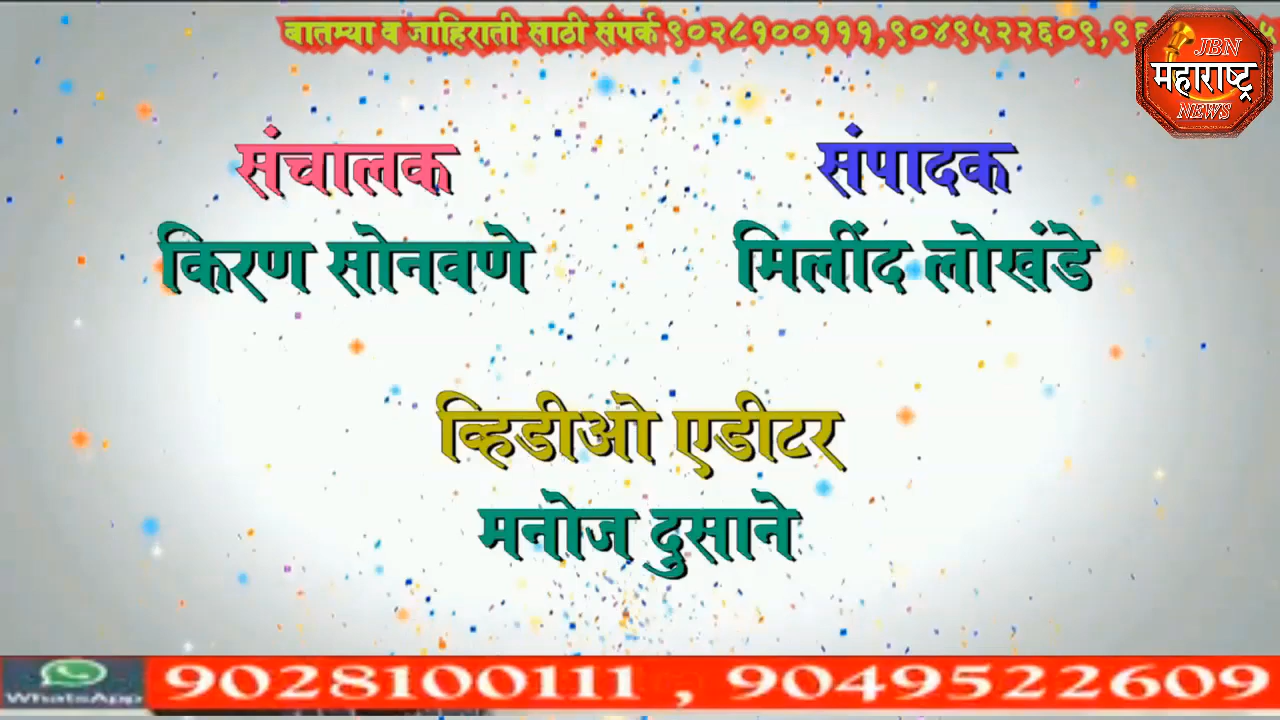 बातम्या व जाहिराती साठी संपर्क ९०२८१००१११,९०४९५२२६०९,
JBN
महाराष्ट्र
NEWS
संचालक
किरण सोनवणे
संपादक
मिलींद लोखंडे
व्हिडीओ एडीटर
मनोज दुसाने
WhatsApp 9028100111 , 9049522609